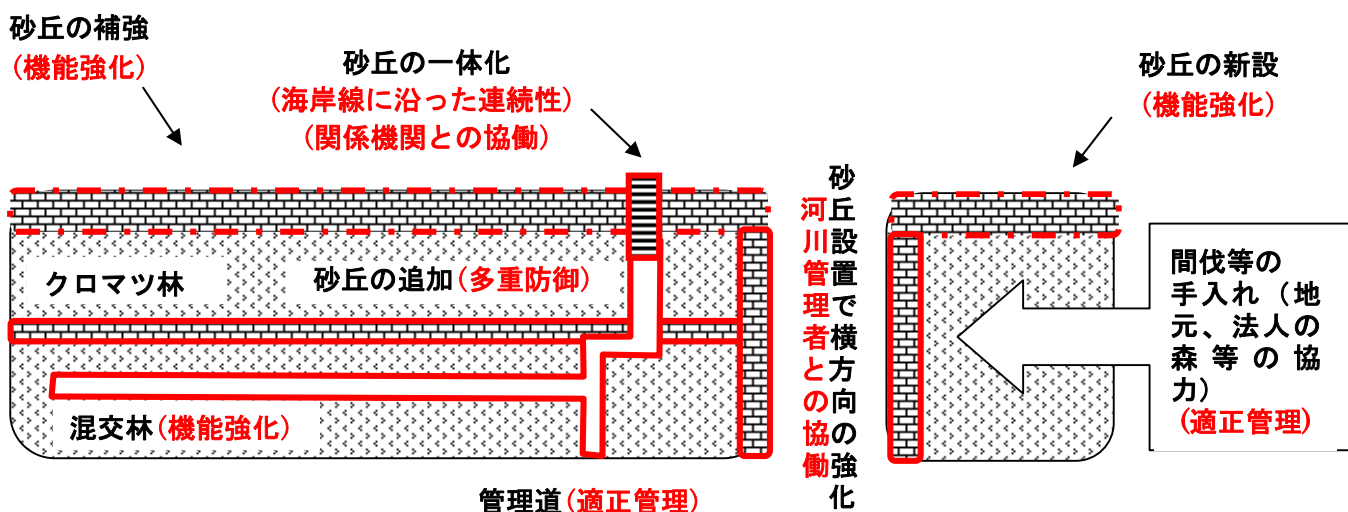 砂丘の補強
（機能強化）
砂丘の一体化
（海岸線に沿った連続性）
（関係機関との協働）
砂丘の新設
（機能強化）
クロマツ林
砂丘の追加（多重防御）
混交林（機能強化）
管理道（適正管理）
砂丘設置で横方向の強化
河川管理者との協働
間伐等の
手入れ（地
元、法人の
森等の協
力）
（適正管理）